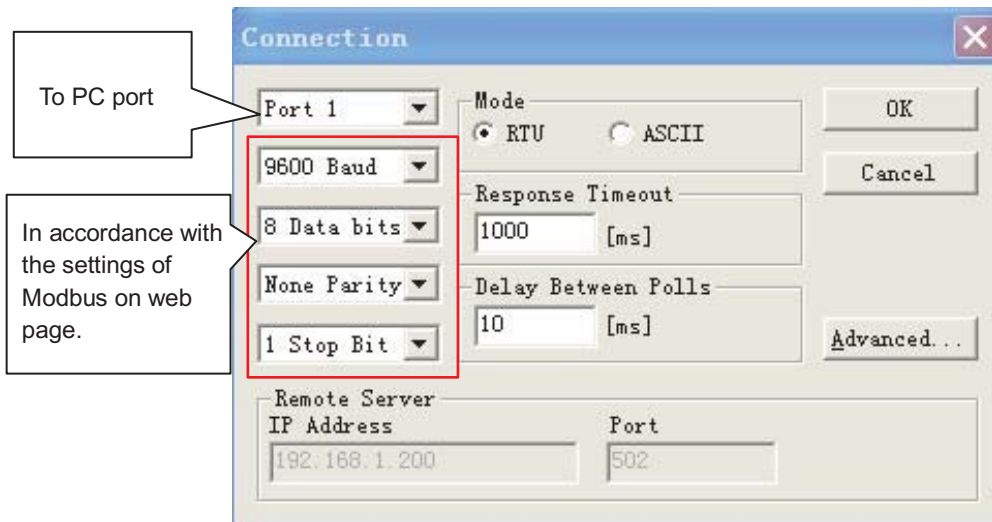 Connection
To PC port
Port 1
Mode
RTU
ASCII
OK
9600 Baud
Cancel
In accordance with
the settings of
Modbus on web
page.
8 Data bits
Response Timeout
1000
[ms]
None Parity
Delay Between Polls
10
[ms]
1 Stop Bit
Advanced...
Remote Server
IP Address
Port
192.168.1.200
502